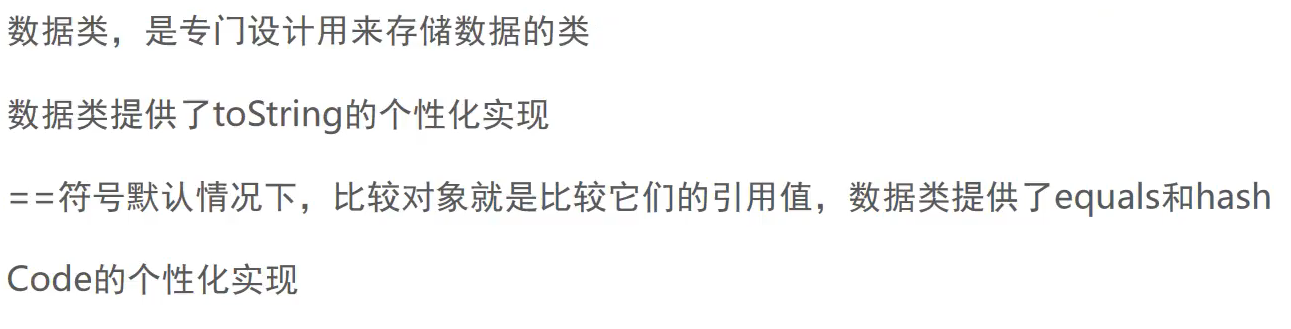 数据类，是专门设计用来存储数据的类
数据类提供了toString的个性化实现
==符号默认情况下，比较对象就是比较它们的引用值，数据类提供了equals和hash
Code的个性化实现